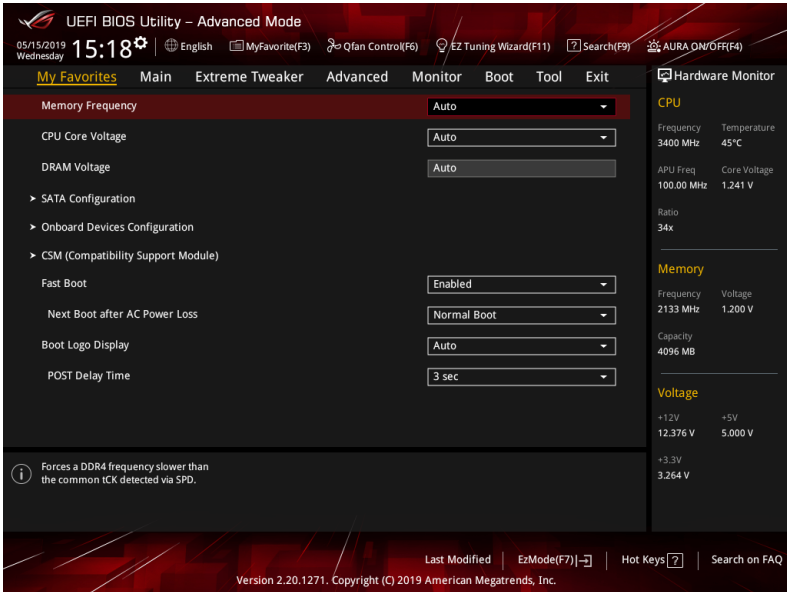 UEFI BIOS Utility – Advanced Mode
05/15/2019 Wednesday 15:18 English MyFavorite(F3) Qfan Control(F6) EZ Tuning Wizard(F11) ? Search(F9) AURA ON/OFF(F4)
My Favorites Main Extreme Tweaker Advanced Monitor Boot Tool Exit
Memory Frequency Auto
CPU Core Voltage Auto
DRAM Voltage Auto
> SATA Configuration
> Onboard Devices Configuration
> CSM (Compatibility Support Module)
Fast Boot Enabled
Next Boot after AC Power Loss Normal Boot
Boot Logo Display Auto
POST Delay Time 3 sec
i Forces a DDR4 frequency slower than
the common tCK detected via SPD.
Hardware Monitor
CPU
Frequency Temperature
3400 MHz 45°C
APU Freq Core Voltage
100.00 MHz 1.241 V
Ratio
34x
Memory
Frequency Voltage
2133 MHz 1.200 V
Capacity
4096 MB
Voltage
+12V +5V
12.376 V 5.000 V
+3.3V
3.264 V
Last Modified EzMode(F7) Hot Keys ? Search on FAQ
Version 2.20.1271. Copyright (C) 2019 American Megatrends, Inc.